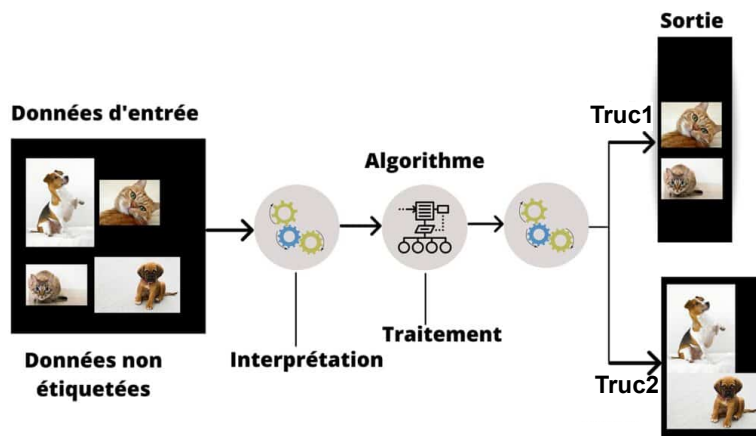 Sortie
Données d'entrée
Truc1
Algorithme
Traitement
Interprétation
Données non
étiquetées
Truc2